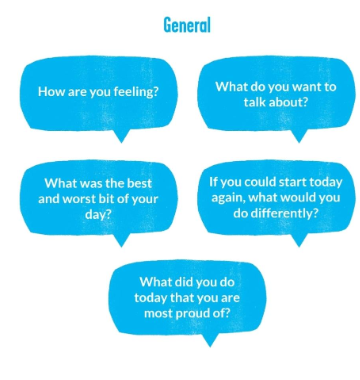 General
How are you feeling?
What do you want to
talk about?
What was the best
and worst bit of your
day?
If you could start today
again, what would you
do differently?
What did you do
today that you are
most proud of?